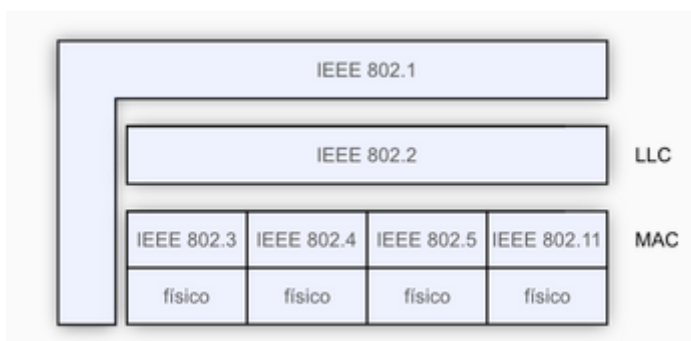 IEEE 802.1
IEEE 802.2 LLC
IEEE 802.3 IEEE 802.4 IEEE 802.5 IEEE 802.11 MAC
físico físico físico físico